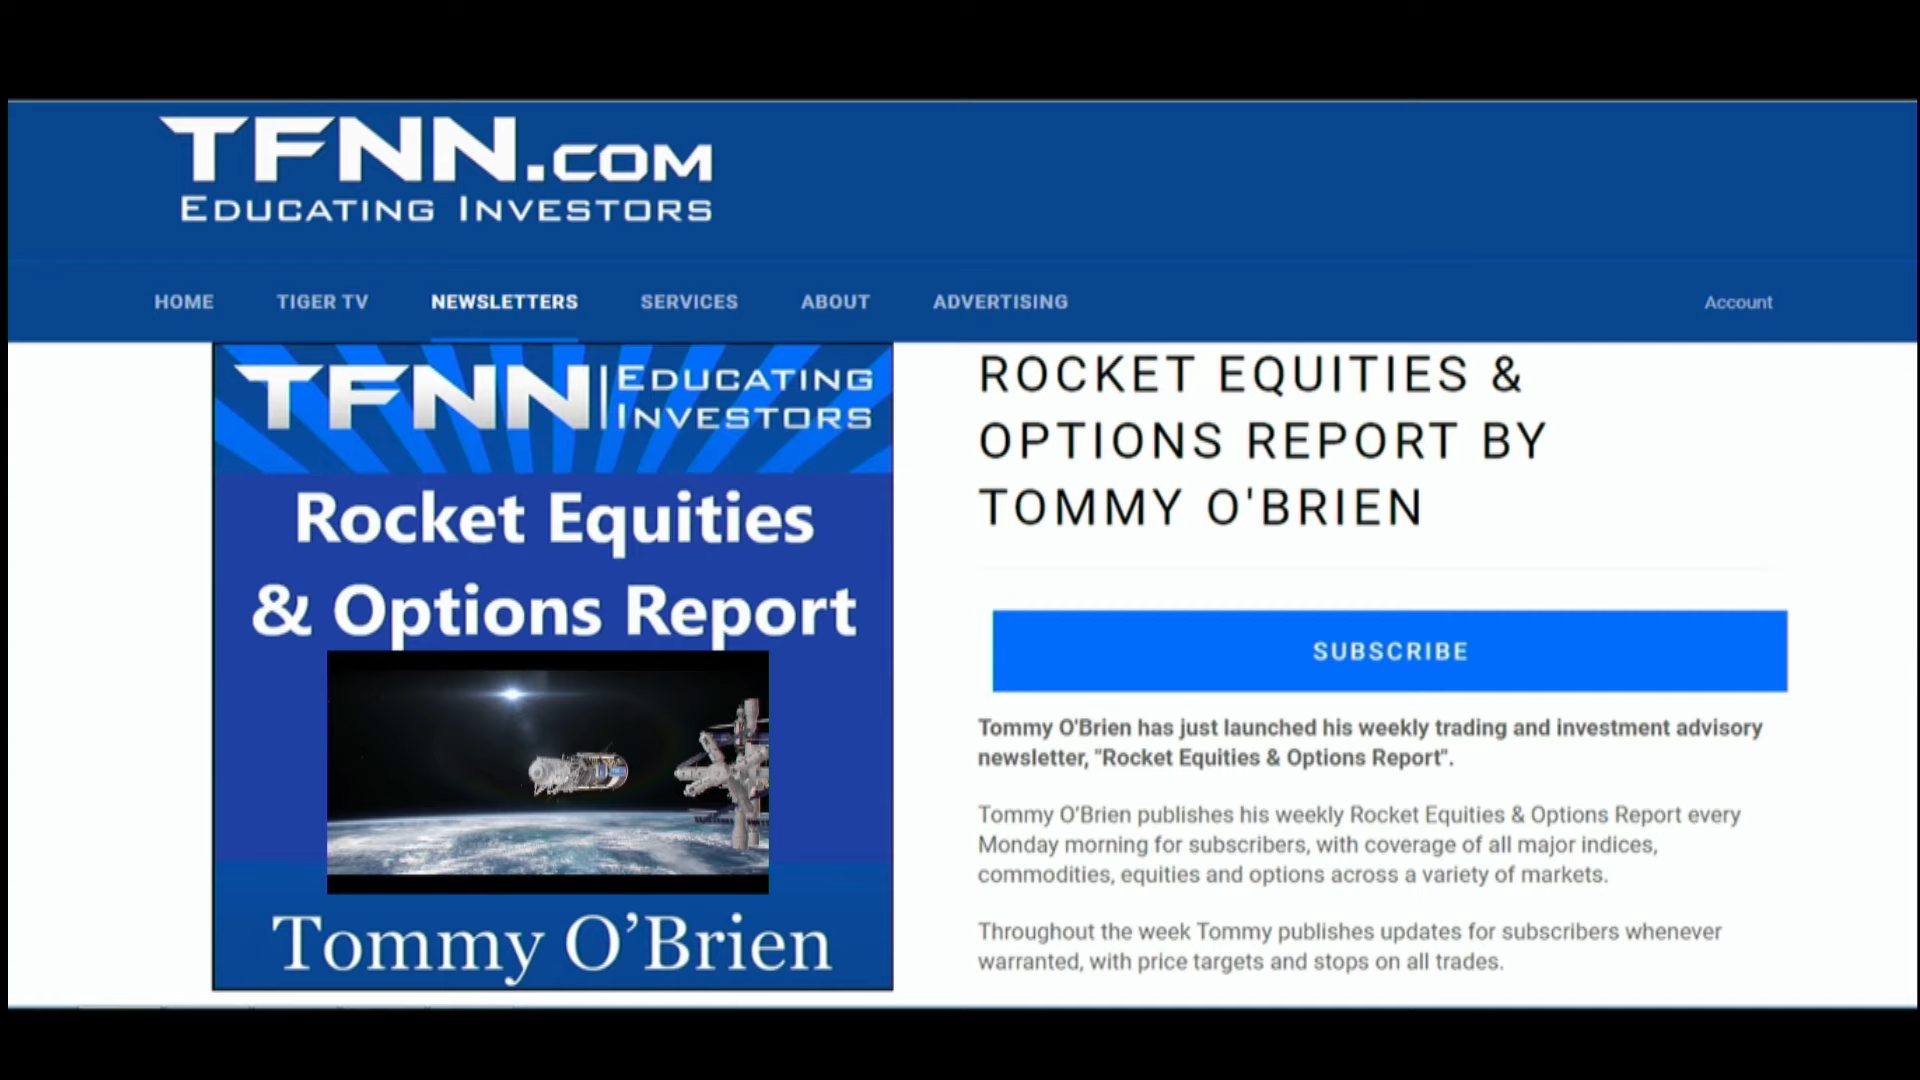 TFNN.COM
EDUCATING INVESTORS
HOME TIGER TV NEWSLETTERS SERVICES ABOUT ADVERTISING Account
TFNN EDUCATING
INVESTORS
Rocket Equities
& Options Report
Tommy O’Brien
ROCKET EQUITIES &
OPTIONS REPORT BY
TOMMY O'BRIEN
SUBSCRIBE
Tommy O'Brien has just launched his weekly trading and investment advisory
newsletter, "Rocket Equities & Options Report".
Tommy O'Brien publishes his weekly Rocket Equities & Options Report every
Monday morning for subscribers, with coverage of all major indices,
commodities, equities and options across a variety of markets.
Throughout the week Tommy publishes updates for subscribers whenever
warranted, with price targets and stops on all trades.